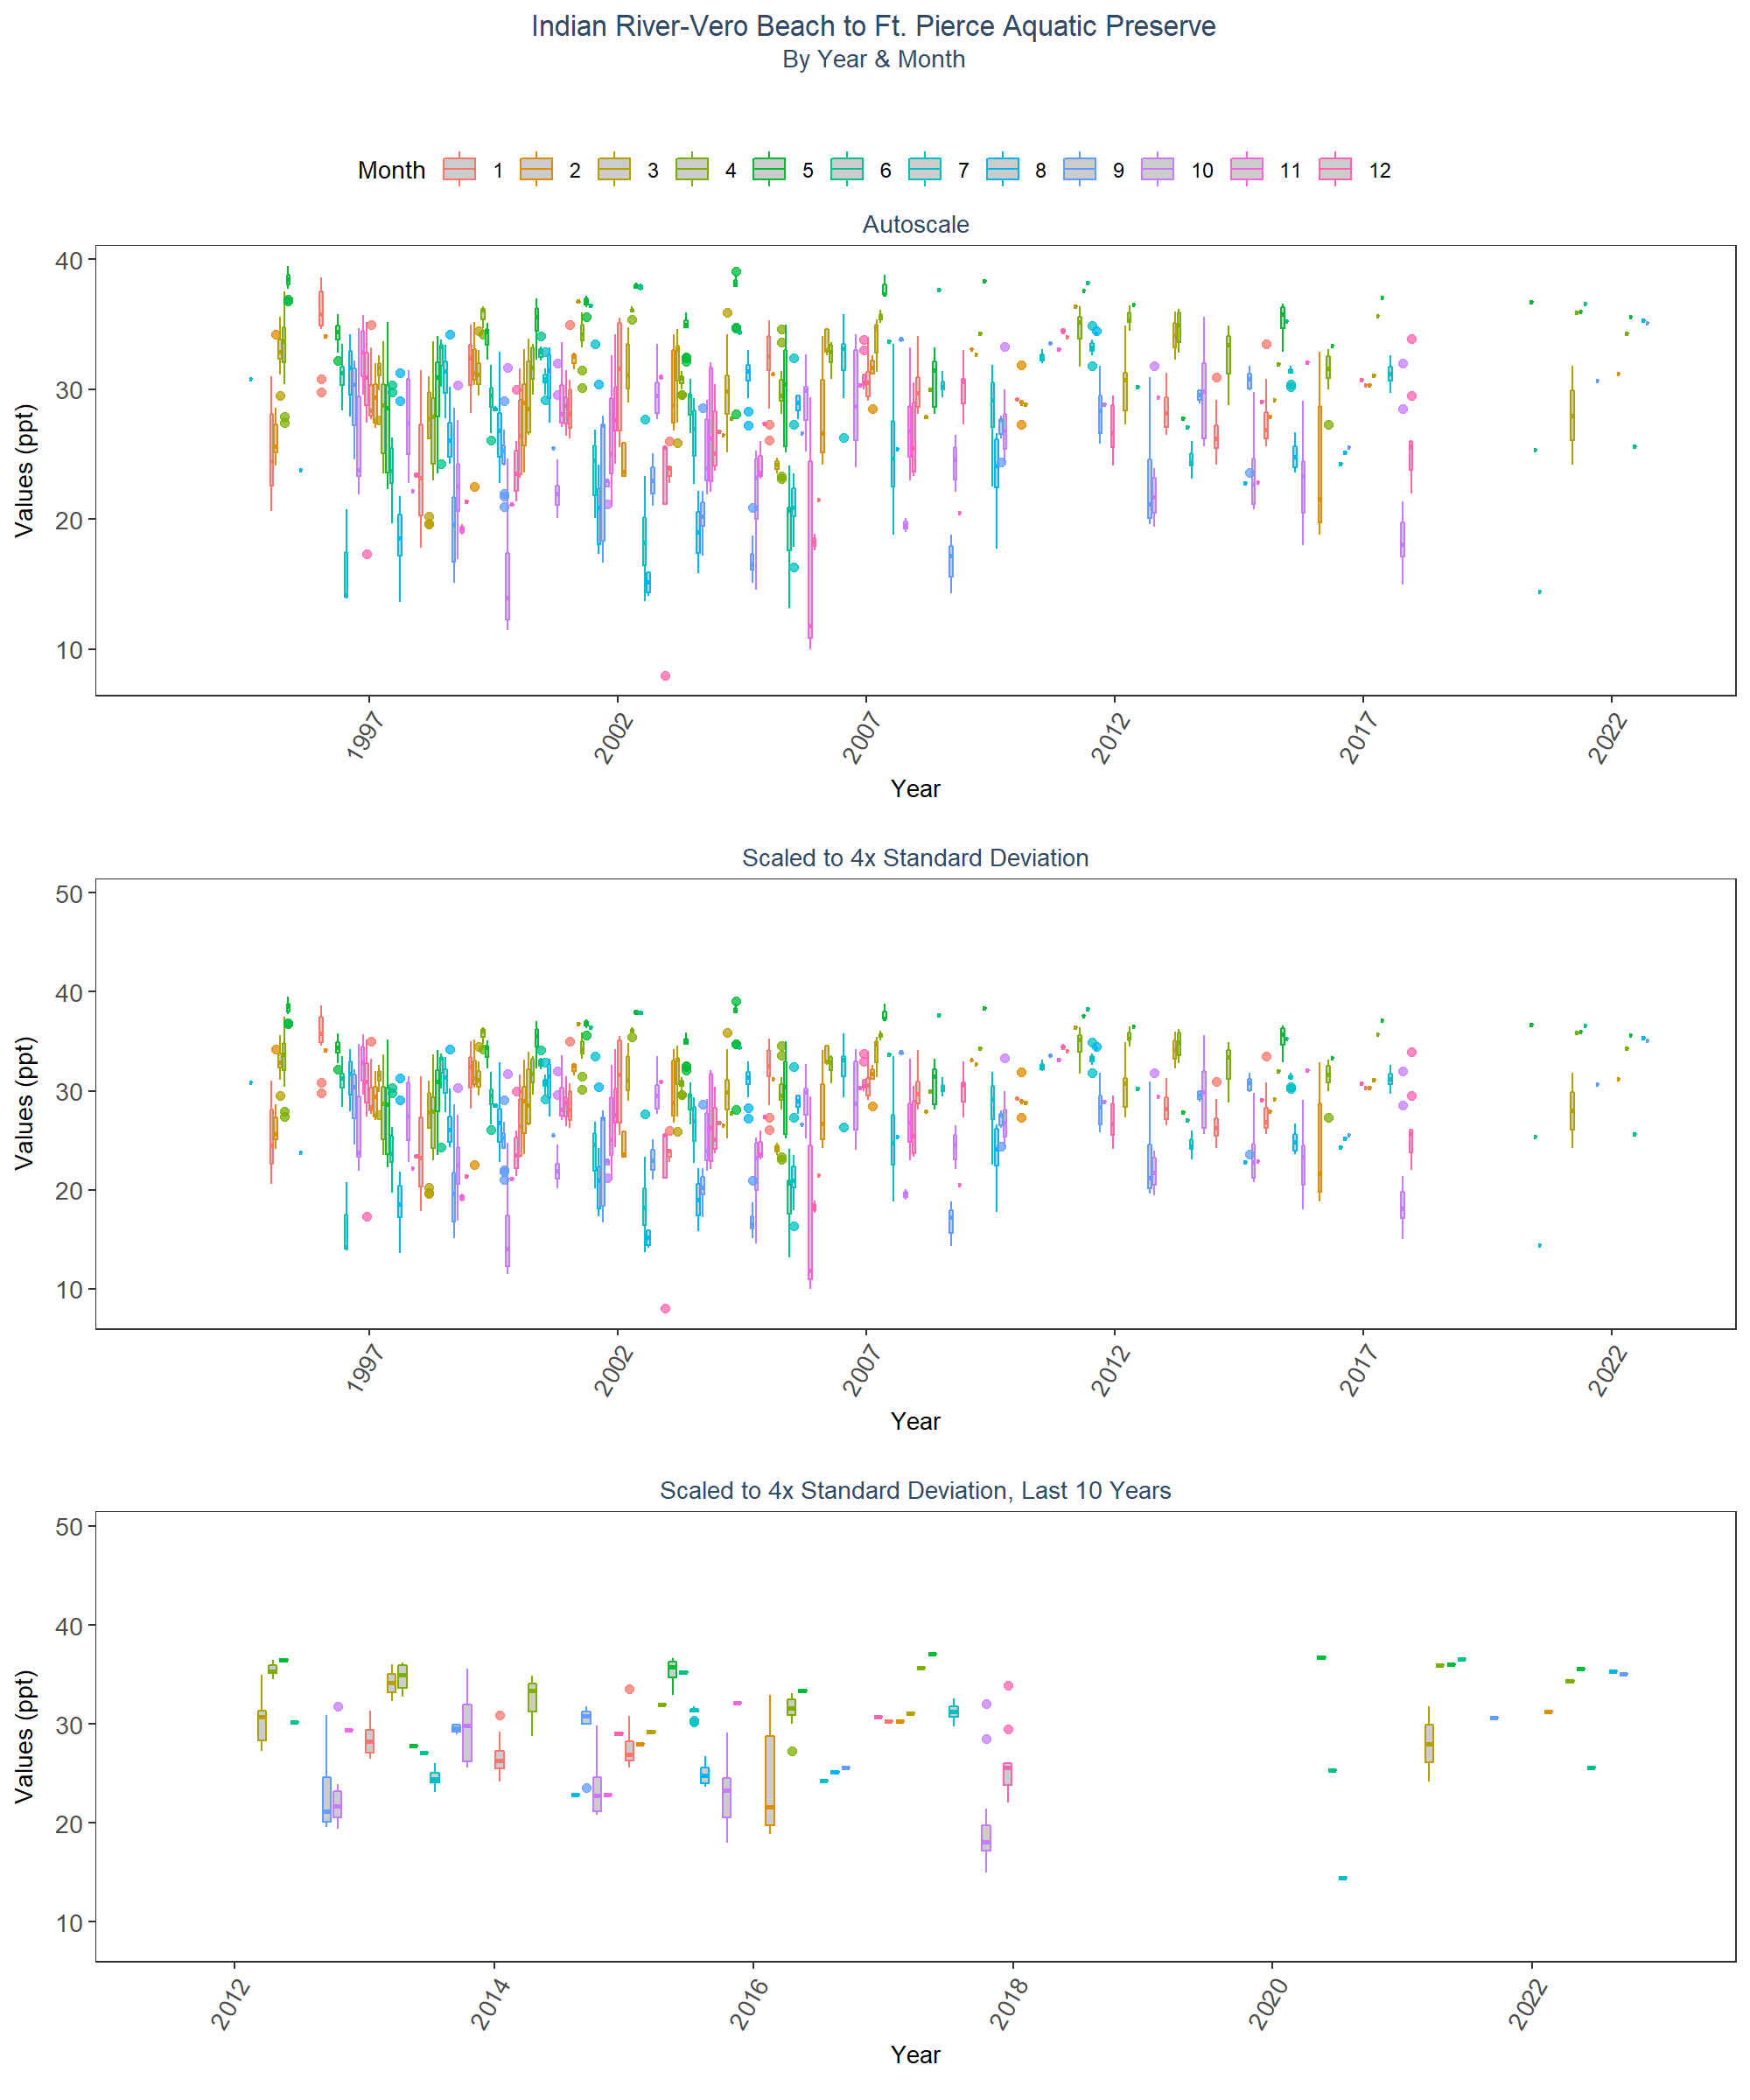 Indian River-Vero Beach to Ft. Pierce Aquatic Preserve
By Year & Month
Month 1 2 3 4 5 6 7 8 9 10 11 12
Autoscale
Values (ppt)
40
30
20
10
1997 2002 2007 2012 2017 2022
Year
Scaled to 4x Standard Deviation
Values (ppt)
50
40
30
20
10
1997 2002 2007 2012 2017 2022
Year
Scaled to 4x Standard Deviation, Last 10 Years
Values (ppt)
50
40
30
20
10
2012 2014 2016 2018 2020 2022
Year